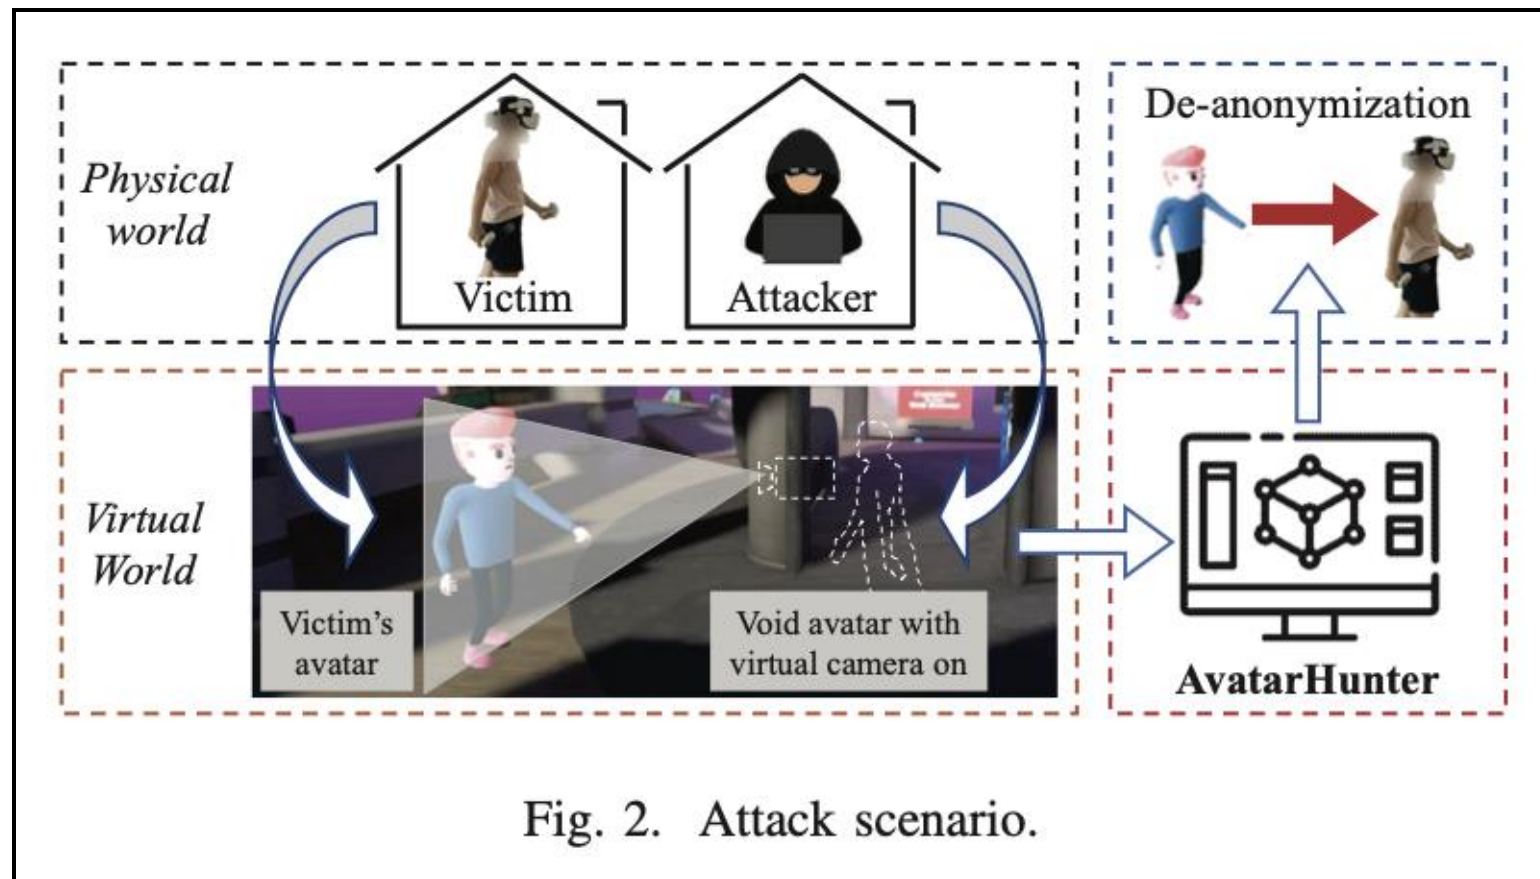 Physical
world
Victim
Attacker
De-anonymization
Virtual
World
Victim's
avatar
Void avatar with
virtual camera on
AvatarHunter
Fig. 2. Attack scenario.